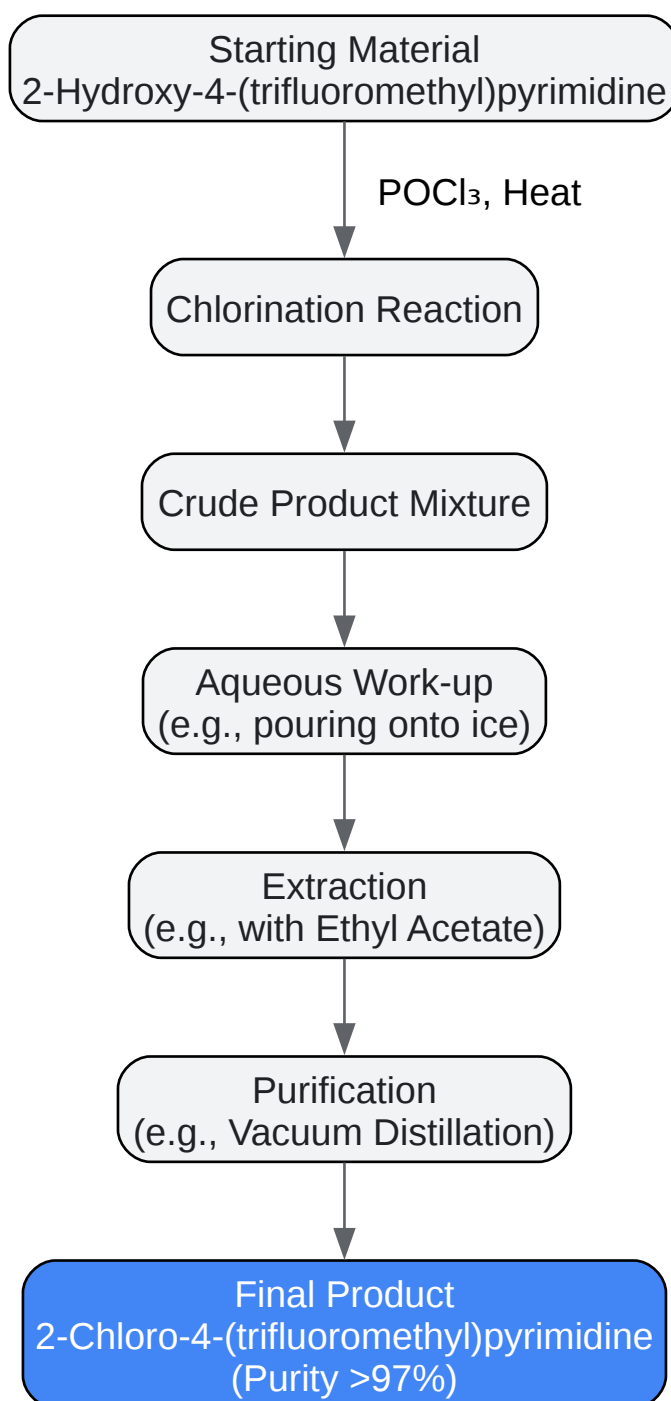 Starting Material
2-Hydroxy-4-(trifluoromethyl)pyrimidine
POCl₃, Heat
Chlorination Reaction
Crude Product Mixture
Aqueous Work-up
(e.g., pouring onto ice)
Extraction
(e.g., with Ethyl Acetate)
Purification
(e.g., Vacuum Distillation)
Final Product
2-Chloro-4-(trifluoromethyl)pyrimidine
(Purity >97%)